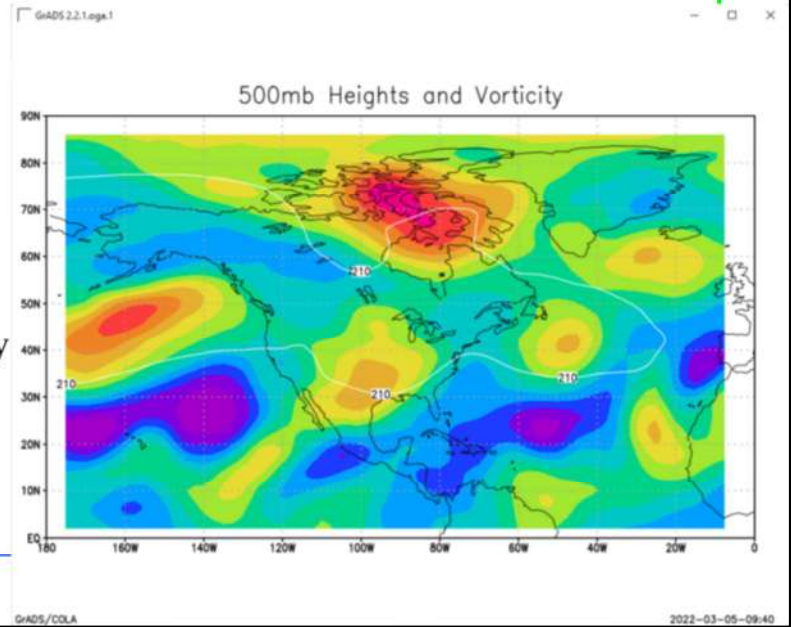 GrADS 2.2.1.oga.1
500mb Heights and Vorticity
90N
80N
70N
60N
50N
40N
30N
20N
10N
EQ
210
210
210
210
y
180 160W 140W 120W 100W 80W 60W 40W 20W 0
GrADS/COLA 2022-03-05-09:40